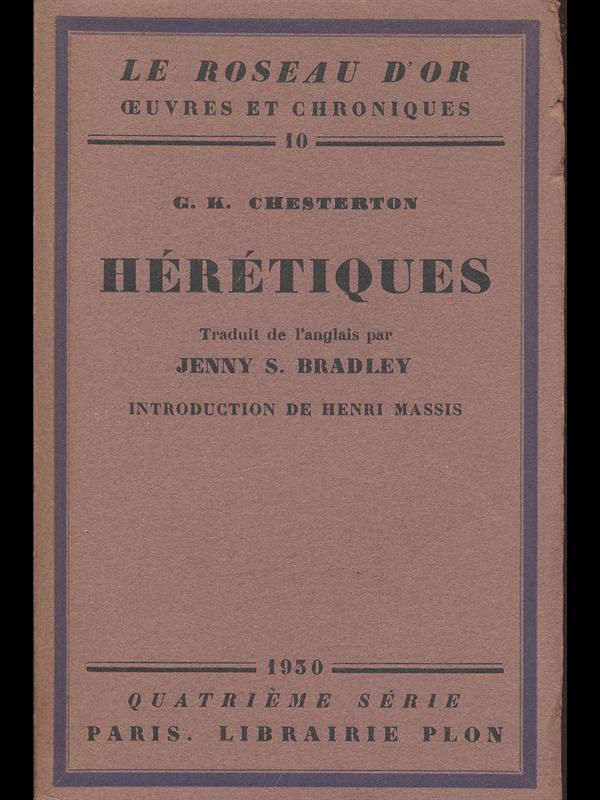 LE ROSEAU D'OR
ŒUVRES ET CHRONIQUES
10
G. K. CHESTERTON
HÉRÉTIQUES
Traduit de l'anglais par
JENNY S. BRADLEY
INTRODUCTION DE HENRI MASSIS
1930
QUATRIÈME SÉRIE
PARIS. LIBRAIRIE PLON